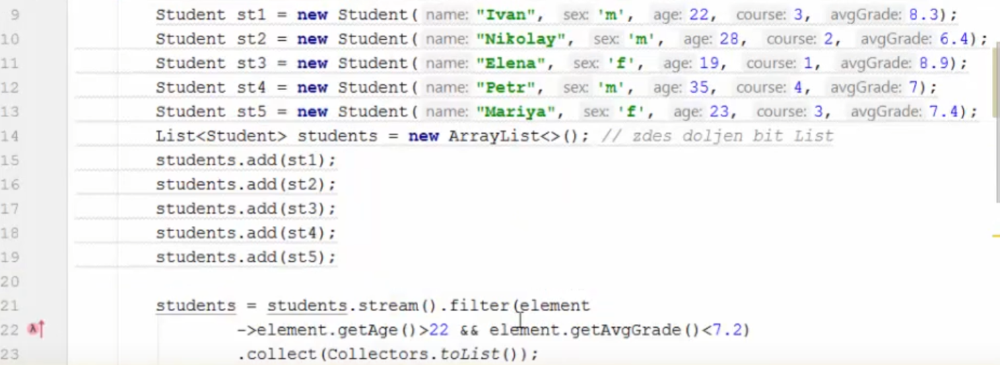 9 Student st1 = new Student( name: "Ivan", sex: 'm', age: 22, course: 3, avgGrade: 8.3);
10 Student st2 = new Student( name: "Nikolay", sex: 'm', age: 28, course: 2, avgGrade: 6.4);
11 Student st3 = new Student( name: "Elena", sex: 'f', age: 19, course: 1, avgGrade: 8.9);
12 Student st4 = new Student( name: "Petr", sex: 'm', age: 35, course: 4, avgGrade: 7);
13 Student st5 = new Student( name: "Mariya", sex: 'f', age: 23, course: 3, avgGrade: 7.4);
14 List<Student> students = new ArrayList<>(); // zdes doljen bit List
15 students.add(st1);
16 students.add(st2);
17 students.add(st3);
18 students.add(st4);
19 students.add(st5);
20
21 students = students.stream().filter(element
22 ->element.getAge()>22 && element.getAvgGrade()<7.2)
23 .collect(Collectors.toList());